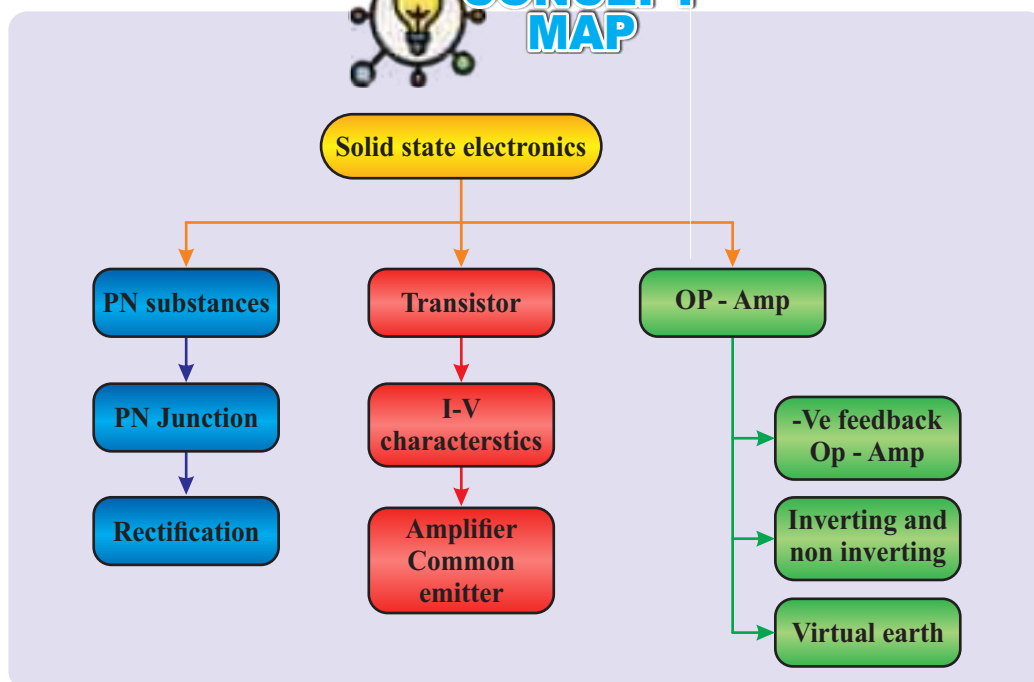 CONCEPT
MAP
Solid state electronics
PN substances
Transistor
OP - Amp
PN Junction
I-V
characterstics
-Ve feedback
Op - Amp
Rectification
Amplifier
Common
emitter
Inverting and
non inverting
Virtual earth